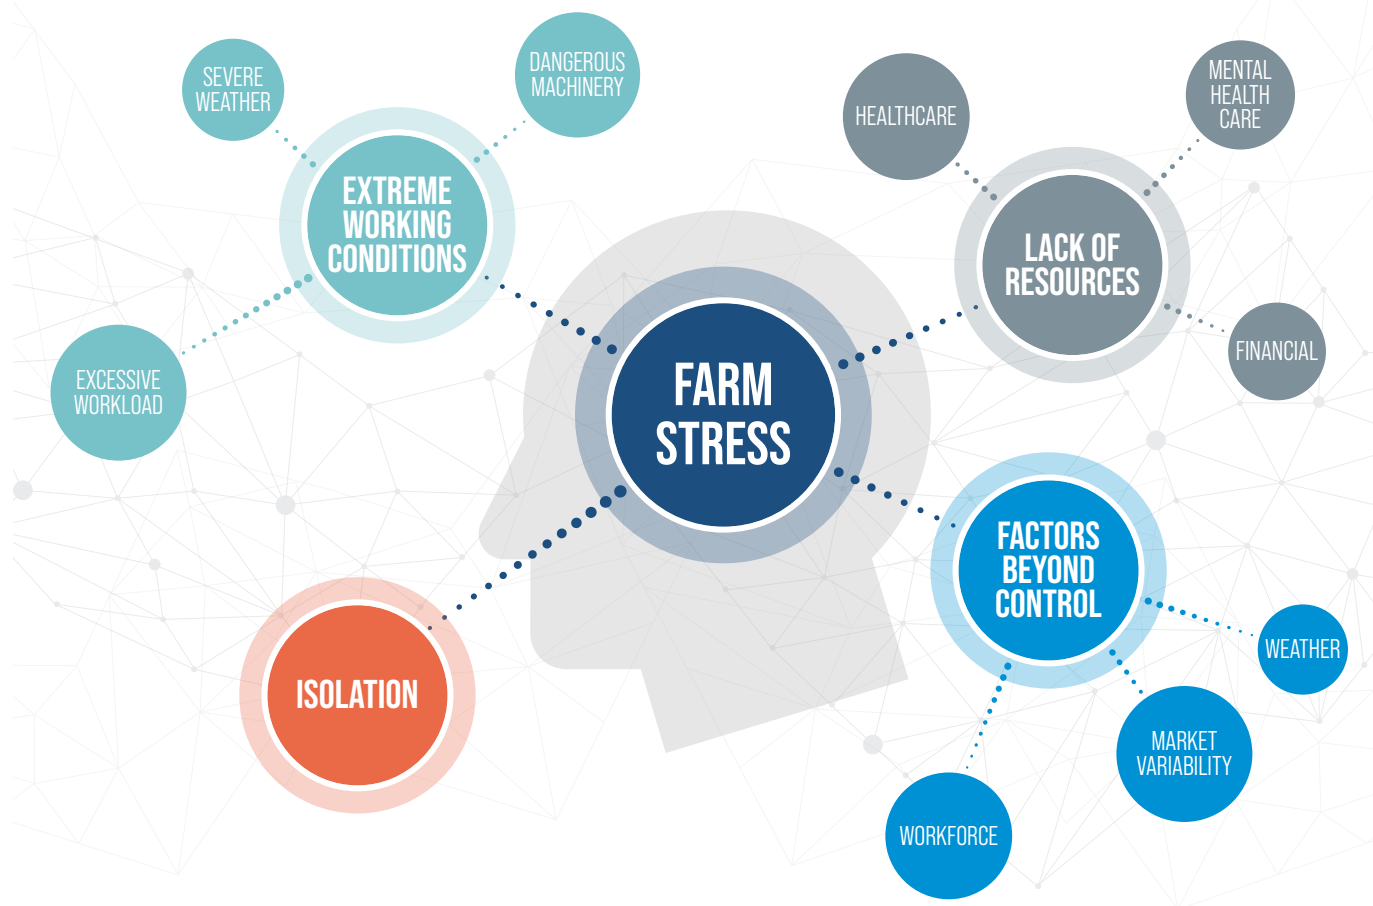 SEVERE
WEATHER
DANGEROUS
MACHINERY
EXTREME
WORKING
CONDITIONS
EXCESSIVE
WORKLOAD
HEALTHCARE
MENTAL
HEALTH
CARE
LACK OF
RESOURCES
FINANCIAL
FARM
STRESS
ISOLATION
FACTORS
BEYOND
CONTROL
WEATHER
MARKET
VARIABILITY
WORKFORCE